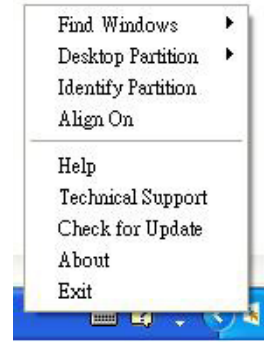 Find Windows
Desktop Partition
Identify Partition
Align On
Help
Technical Support
Check for Update
About
Exit